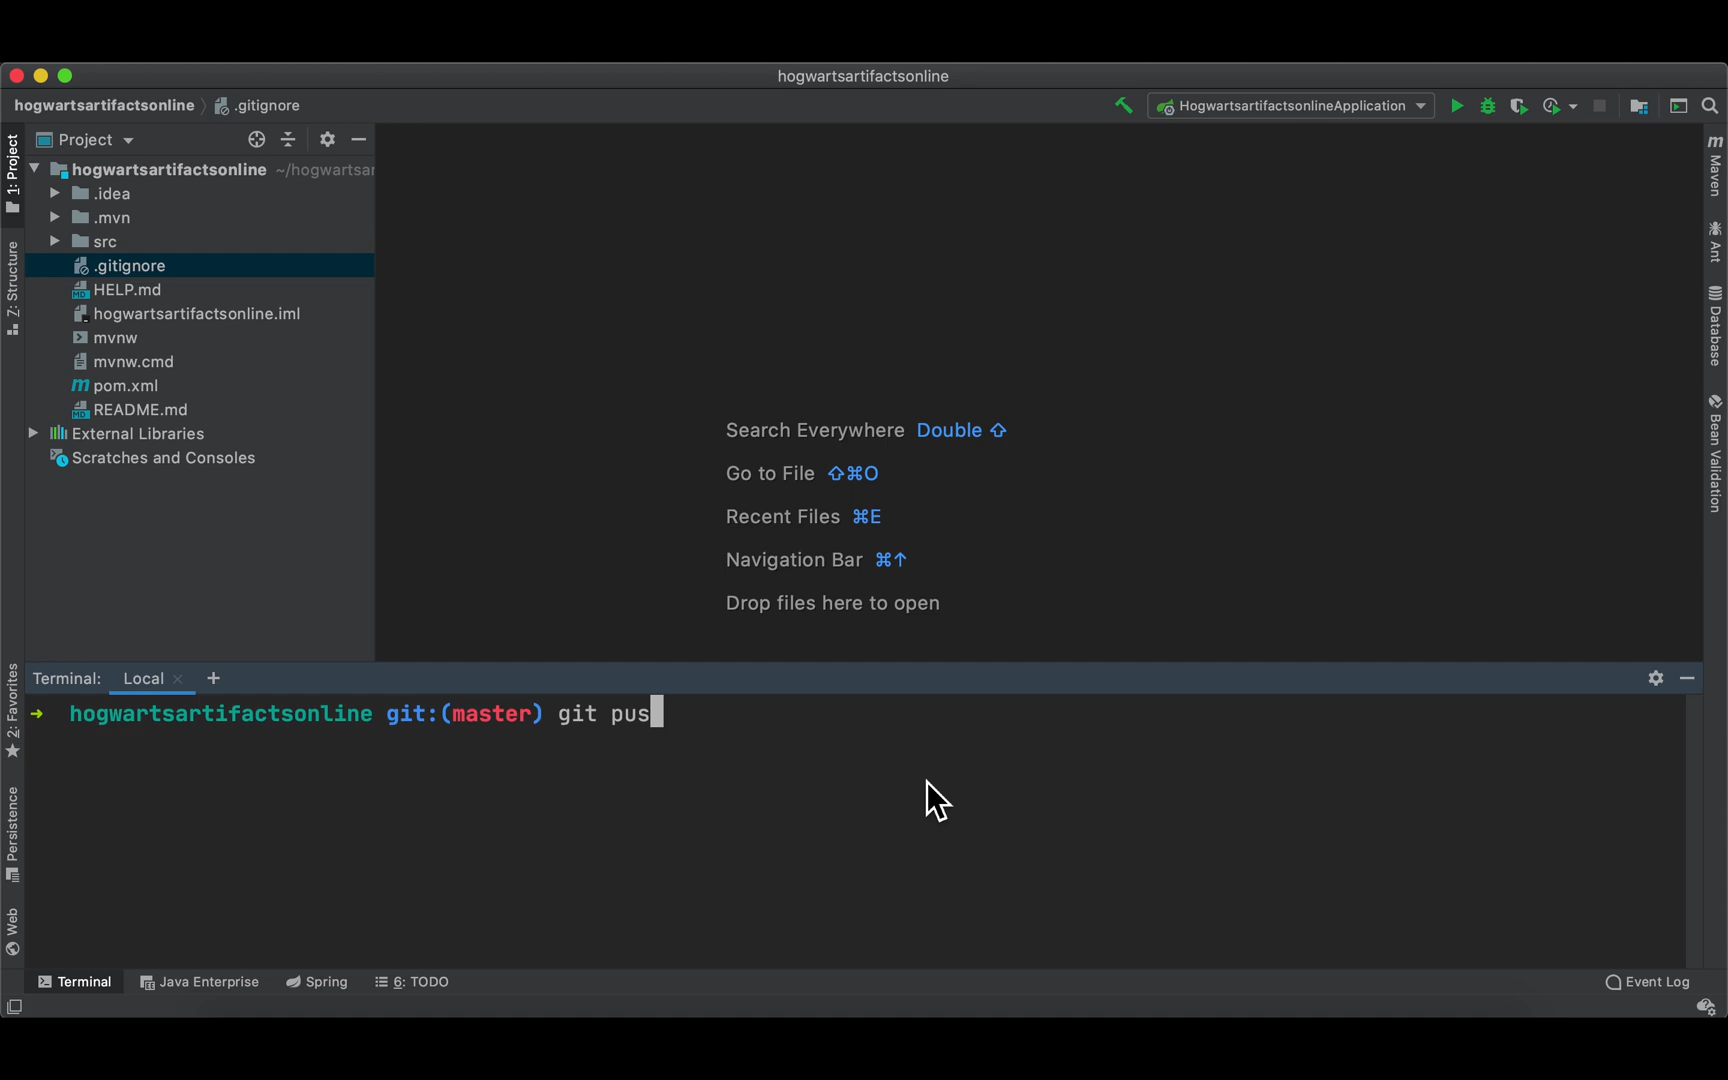 hogwartsartifactsonline
hogwartsartifactsonline .gitignore
HogwartsartifactsonlineApplication
1: Project
Z: Structure
2: Favorites
Persistence
Web
Project
hogwartsartifactsonline ~/hogwartsar
.idea
.mvn
src
.gitignore
HELP.md
hogwartsartifactsonline.iml
mvnw
mvnw.cmd
pom.xml
README.md
External Libraries
Scratches and Consoles
Search Everywhere Double ⇧
Go to File ⇧⌘O
Recent Files ⌘E
Navigation Bar ⌘↑
Drop files here to open
m Maven
Ant
Database
Bean Validation
Terminal: Local × +
→ hogwartsartifactsonline git:(master) git pus
Terminal Java Enterprise Spring 6: TODO Event Log